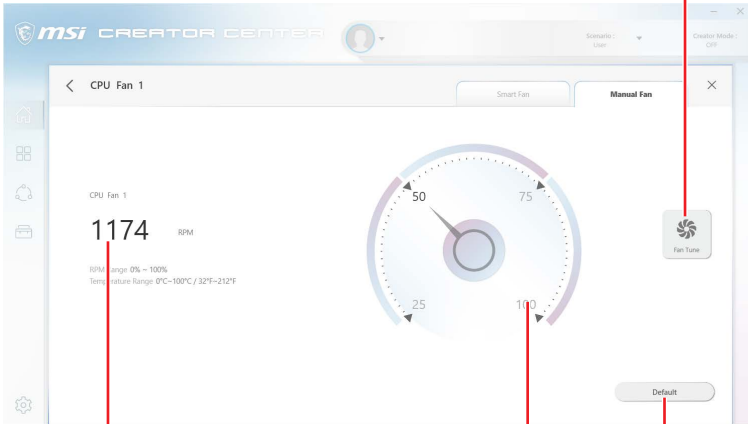 msi CREATOR CENTER
Scenario :
User
Creator Mode :
OFF
CPU Fan 1
Smart Fan
Manual Fan
CPU Fan 1
1174 RPM
RPM Range 0% ~ 100%
Temperature Range 0°C~100°C / 32°F~212°F
50
75
25
100
Fan Tune
Default